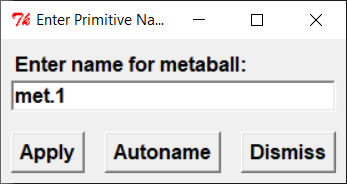 Enter Primitive Na...
Enter name for metaball:
met.1
Apply Autoname Dismiss